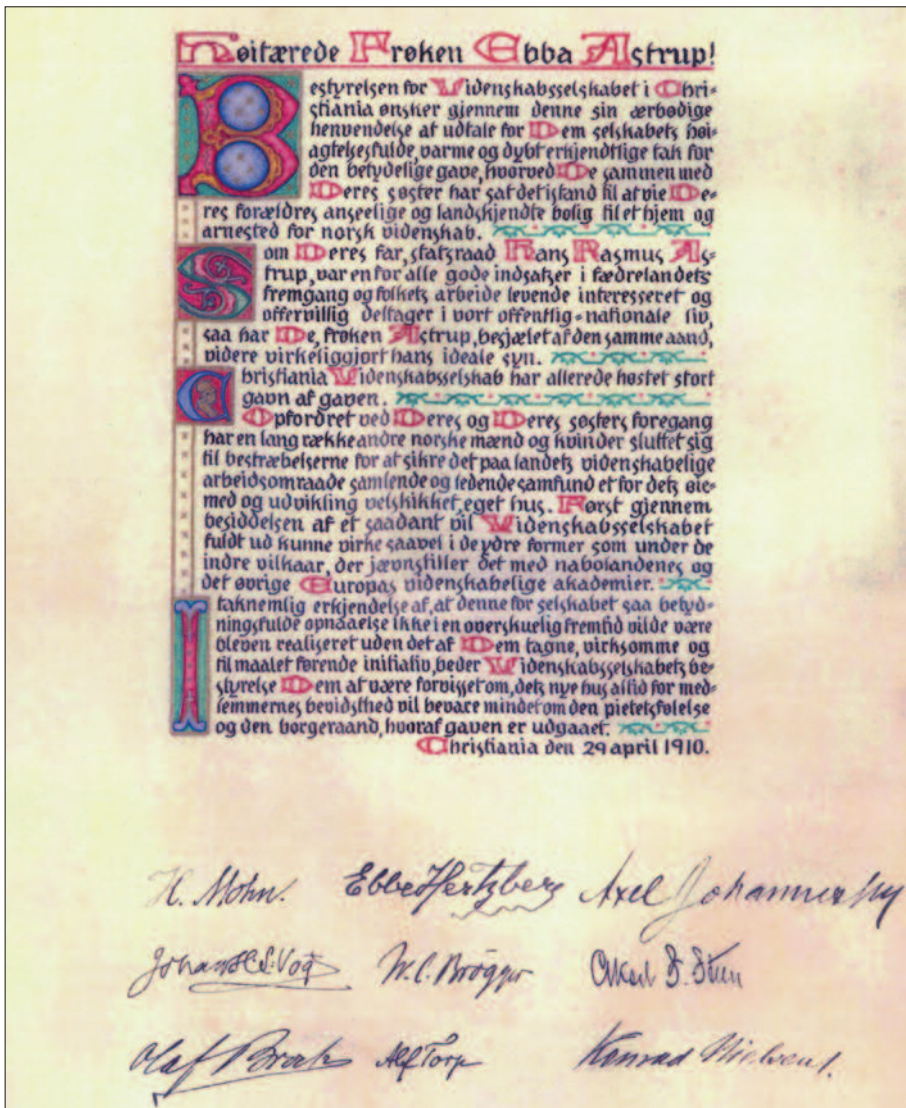 Høitærede Frøken Ebba Astrup!
Bestyrelsen for Videnskabsselskabet i Chri-
stiania ønsker gjennem denne sin ærbødige
henvendelse at udtale for Dem selskabets høi-
agtelsesfulde, varme og dybt erkjendtlige tak for
den betydelige gave, hvorved De sammen med
Deres søster har sat det istand til at vie De-
res forældres anseelige og landskjendte bolig til et hjem og
arnested for norsk videnskab.
Som Deres far, statsraad Hans Rasmus As-
trup, var en for alle gode indsatser i fædrelandets
fremgang og folkets arbeide levende interesseret og
offervillig deltager i vort offentlig-nationale liv,
saa har De, frøken Astrup, besjælet af den samme aand,
videre virkeliggjort hans ideale syn.
Christiania Videnskabsselskab har allerede høstet stort
gavn af gaven.
Opfordret ved Deres og Deres søsters foregang
har en lang række andre norske mænd og kvinder sluttet sig
til bestræbelserne for at sikre det paa landets videnskabelige
arbeidsomraade samlende og ledende samfund et for dets øie-
med og udvikling velskikket, eget hus. Først gjennem
besiddelsen af et saadant vil Videnskabsselskabet
fuldt ud kunne virke saavel i de ydre former som under de
indre vilkaar, der jævnstiller det med nabolandenes og
det øvrige Europas videnskabelige akademier.
I taknemlig erkjendelse af, at denne for selskabet saa betyd-
ningsfulde opnaaelse ikke i en overskuelig fremtid vilde være
bleven realiseret uden det af Dem tagne, virksomme og
til maalet førende initiativ, beder Videnskabsselskabets be-
styrelse Dem at være forvisset om, dets nye hus altid for med-
lemmernes bevidsthed vil bevare mindet om den pietetsfølelse
og den borgeraand, hvoraf gaven er udgaaet.
Christiania den 29 april 1910.
H. Mohn. Ebbe Hertzberg Axel Johannessen
Johan H. L. Vogt W. C. Brögger
Olaf Broch Alf Torp Konrad Nielsen